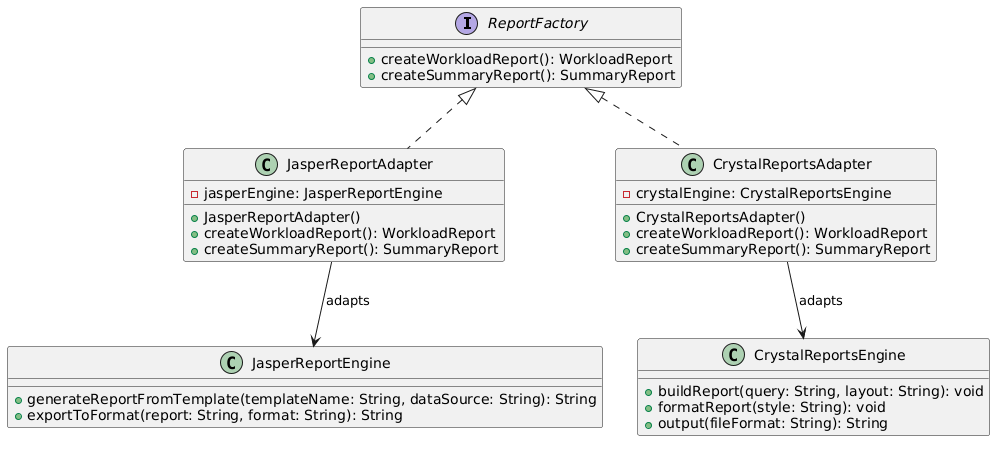 I ReportFactory
createWorkloadReport(): WorkloadReport
createSummaryReport(): SummaryReport
C JasperReportAdapter
jasperEngine: JasperReportEngine
JasperReportAdapter()
createWorkloadReport(): WorkloadReport
createSummaryReport(): SummaryReport
C CrystalReportsAdapter
crystalEngine: CrystalReportsEngine
CrystalReportsAdapter()
createWorkloadReport(): WorkloadReport
createSummaryReport(): SummaryReport
adapts
adapts
C JasperReportEngine
generateReportFromTemplate(templateName: String, dataSource: String): String
exportToFormat(report: String, format: String): String
C CrystalReportsEngine
buildReport(query: String, layout: String): void
formatReport(style: String): void
output(fileFormat: String): String